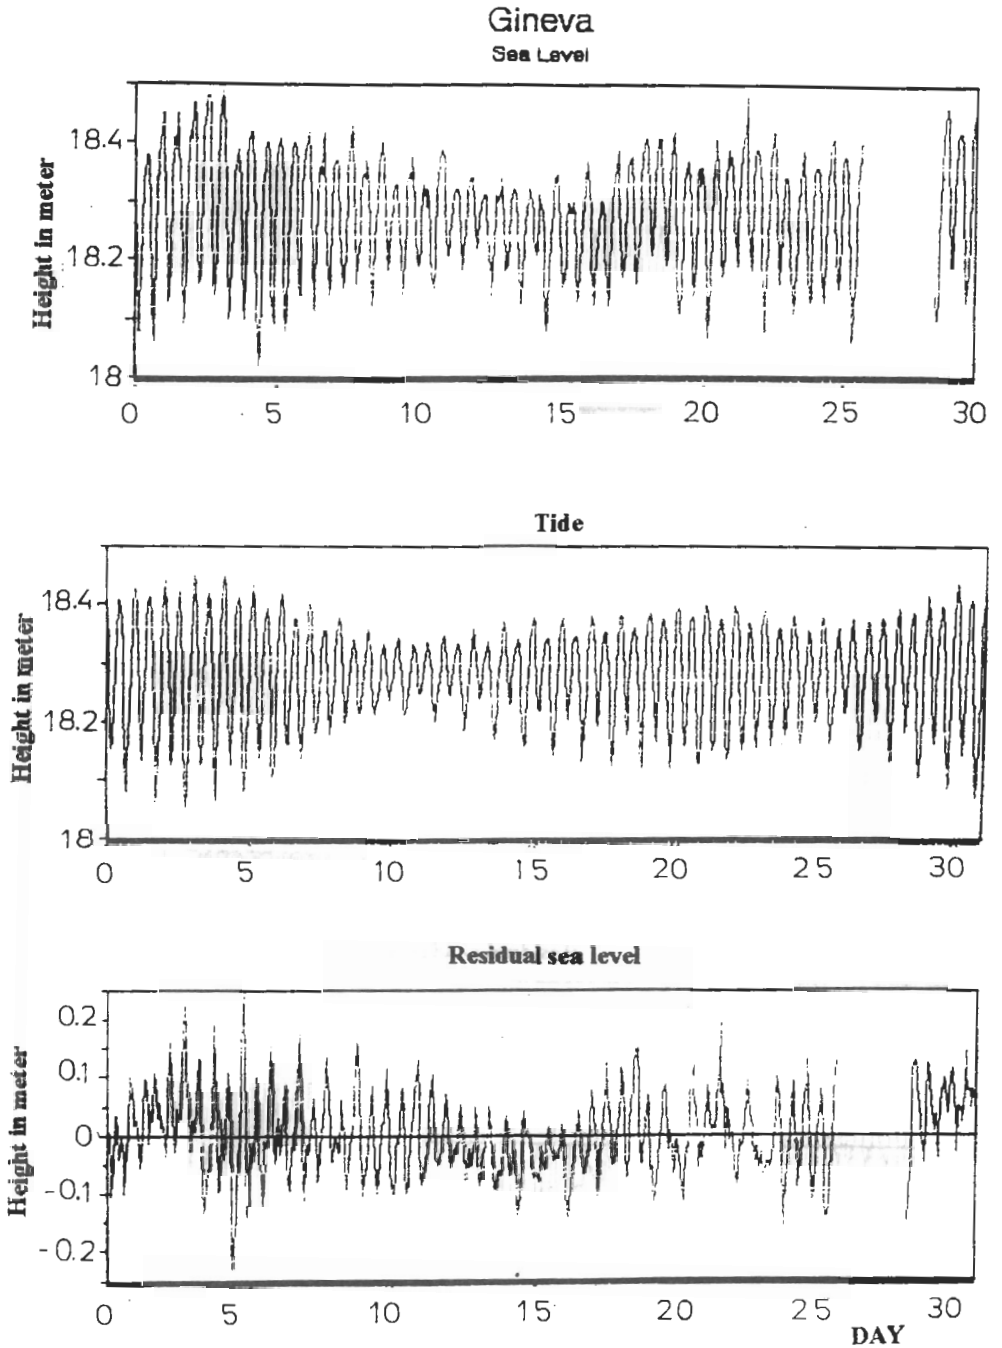 Gineva
Sea Level
Height in meter
18.4
18.2
18
0 5 10 15 20 25 30
Tide
Height in meter
18.4
18.2
18
0 5 10 15 20 25 30
Residual sea level
Height in meter
0.2
0.1
0
-0.1
-0.2
0 5 10 15 20 25 30
DAY